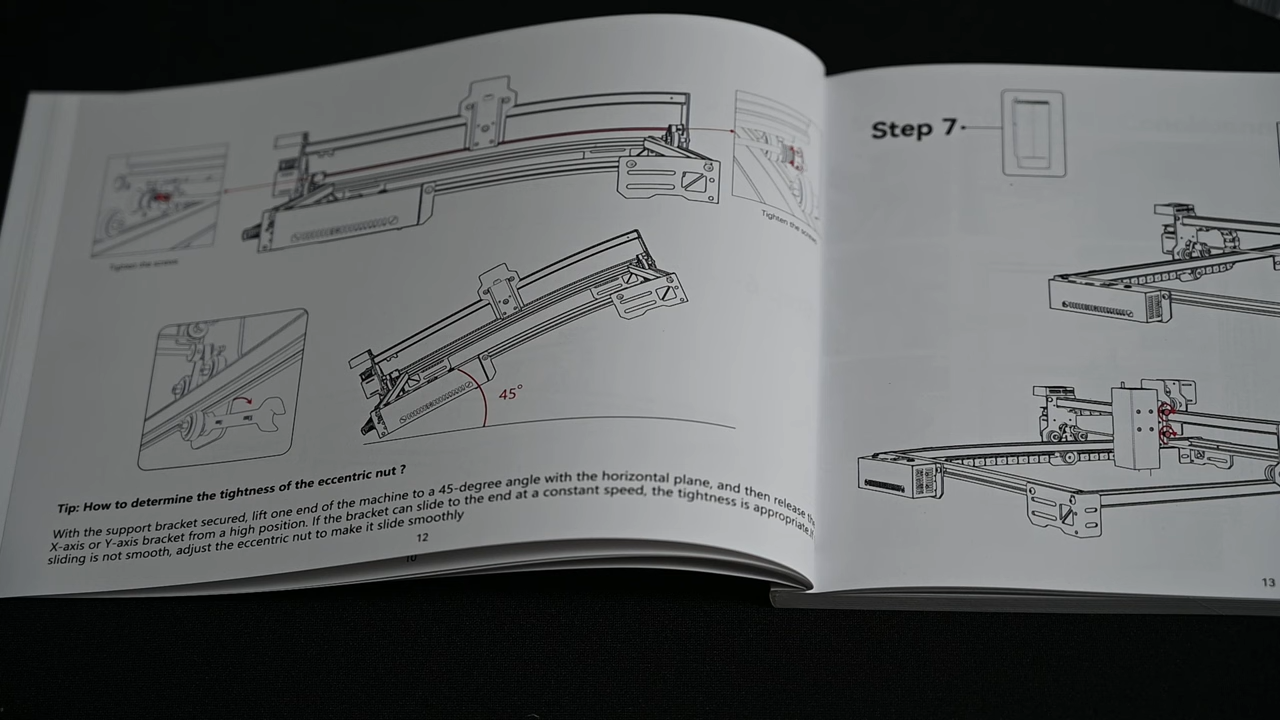 Tighten the screws
Tighten the screws
45°
Tip: How to determine the tightness of the eccentric nut ?
With the support bracket secured, lift one end of the machine to a 45-degree angle with the horizontal plane, and then release the
X-axis or Y-axis bracket from a high position. If the bracket can slide to the end at a constant speed, the tightness is appropriate.If
sliding is not smooth, adjust the eccentric nut to make it slide smoothly
12
10
Step 7
13